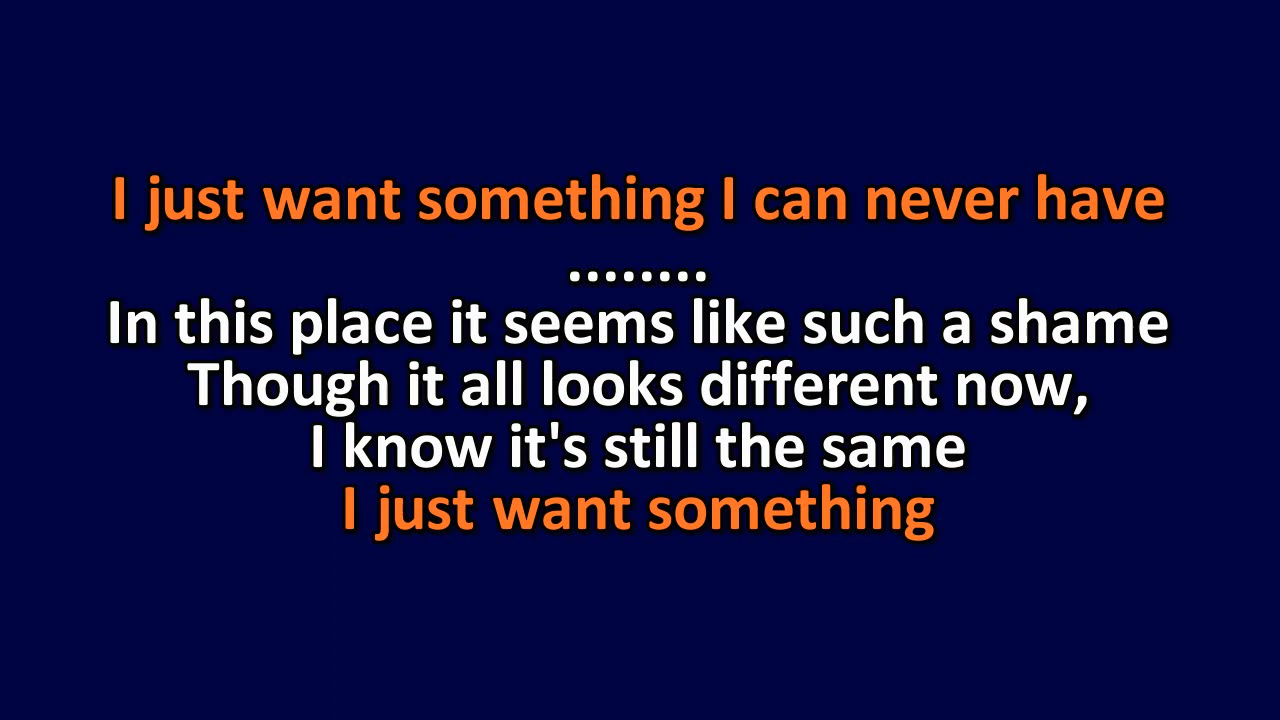 I just want something I can never have
........
In this place it seems like such a shame
Though it all looks different now,
I know it's still the same
I just want something